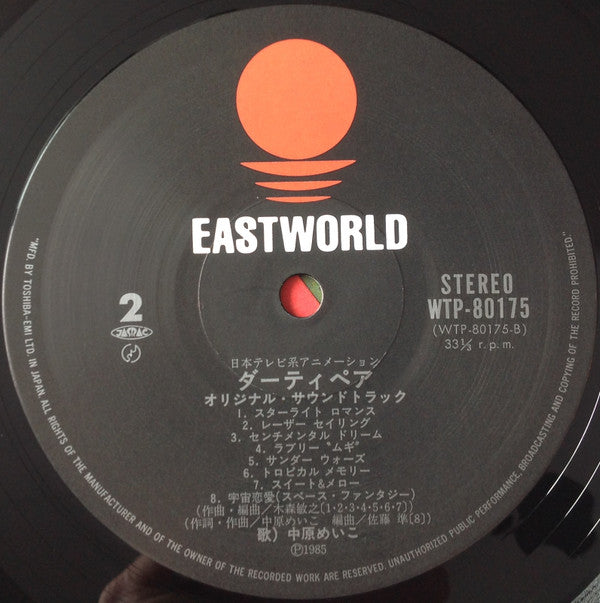 EASTWORLD
2
JASRAC
STEREO
WTP-80175
(WTP-80175-B)
33⅓ r.p.m.
日本テレビ系アニメーション
ダーティペア
オリジナル・サウンドトラック
1. スターライト ロマンス
2. レーザー セイリング
3. センチメンタル ドリーム
4. ラブリー “ムギ”
5. サンダー ウォーズ
6. トロピカル メモリー
7. スイート&メロー
8. 宇宙恋愛(スペース・ファンタジー)
(作曲・編曲/木森敏之[1・2・3・4・5・6・7])
(作詞・作曲/中原めいこ 編曲/佐藤 準[8])
歌) 中原めいこ
Ⓟ1985
"MFD. BY TOSHIBA-EMI LTD. IN JAPAN. ALL RIGHTS OF THE MANUFACTURER AND OF THE OWNER OF THE RECORDED WORK ARE RESERVED. UNAUTHORIZED PUBLIC PERFORMANCE, BROADCASTING AND COPYING OF THE RECORD PROHIBITED."